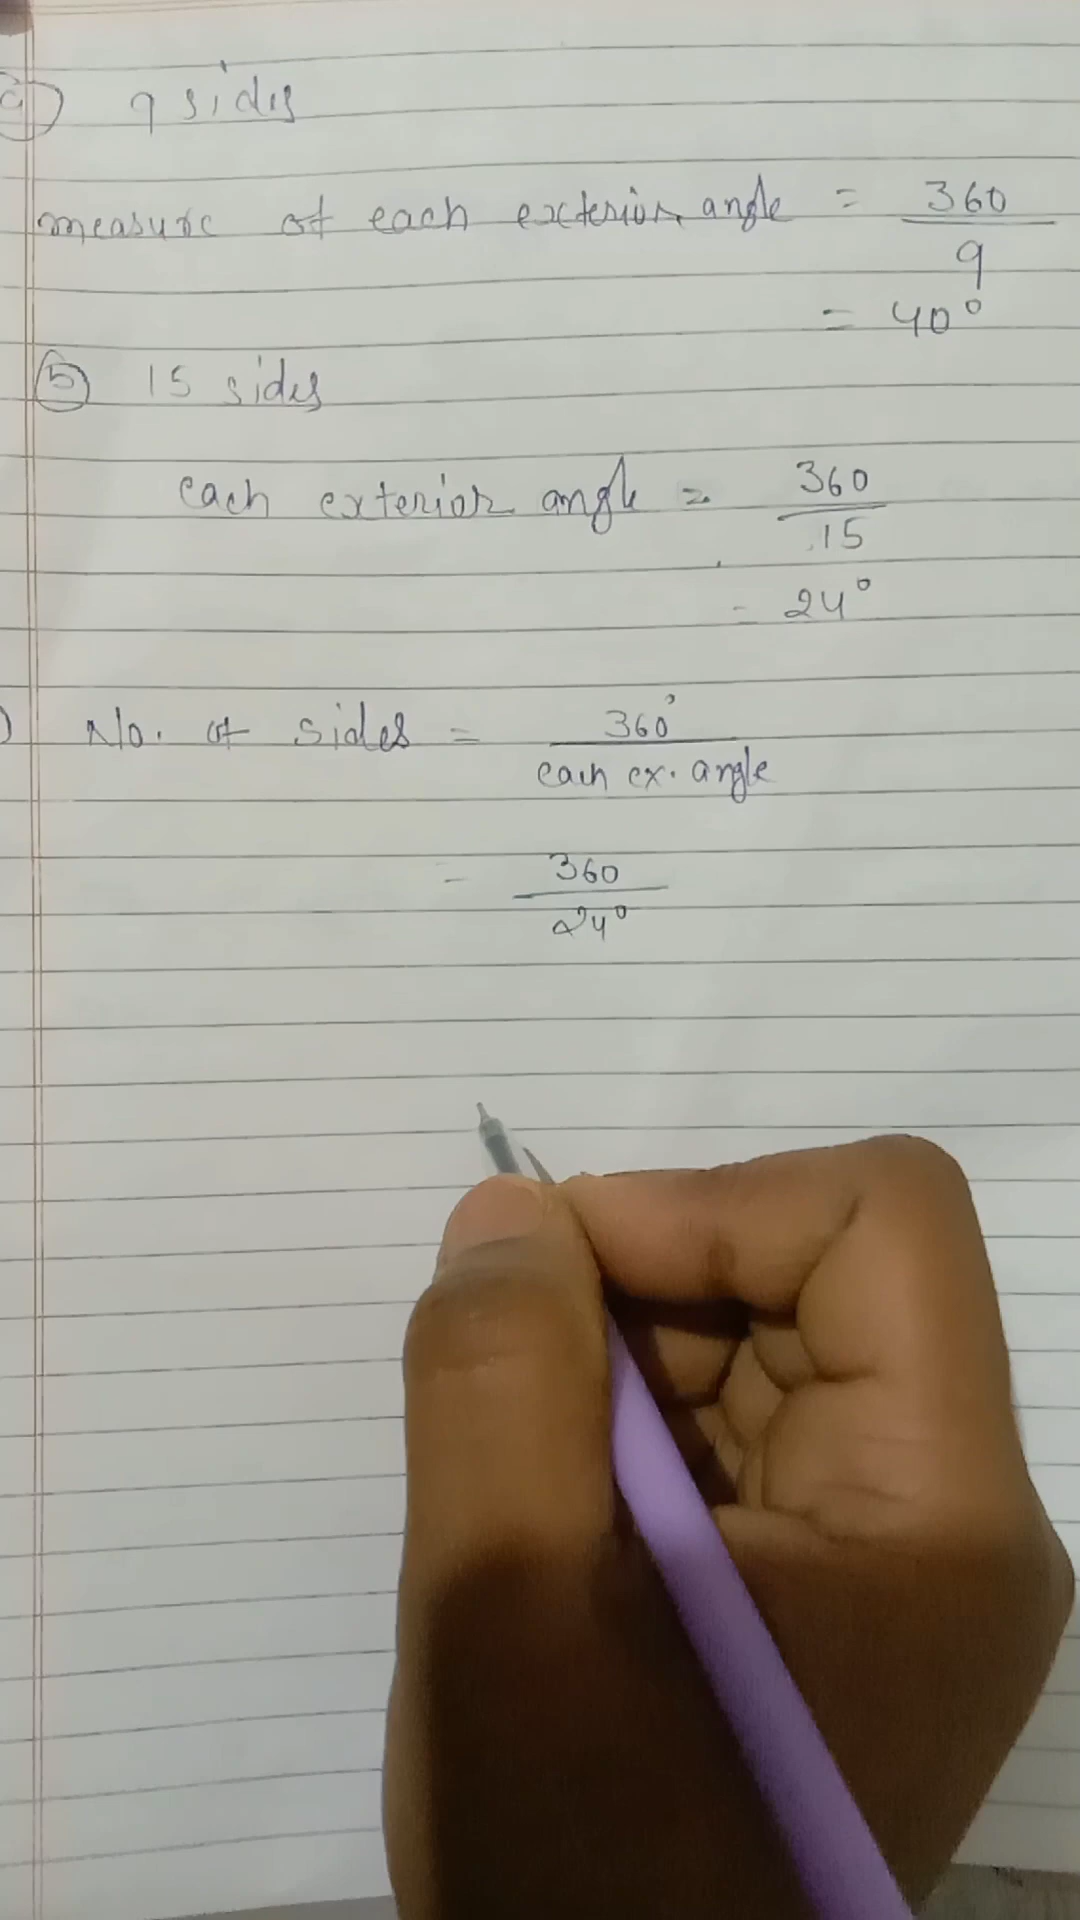 9 sides
measure of each exterior angle = 360
9
= 40°
5 15 sides
each exterior angle = 360
15
= 24°
) No. of sides = 360°
each ex. angle
= 360
24°